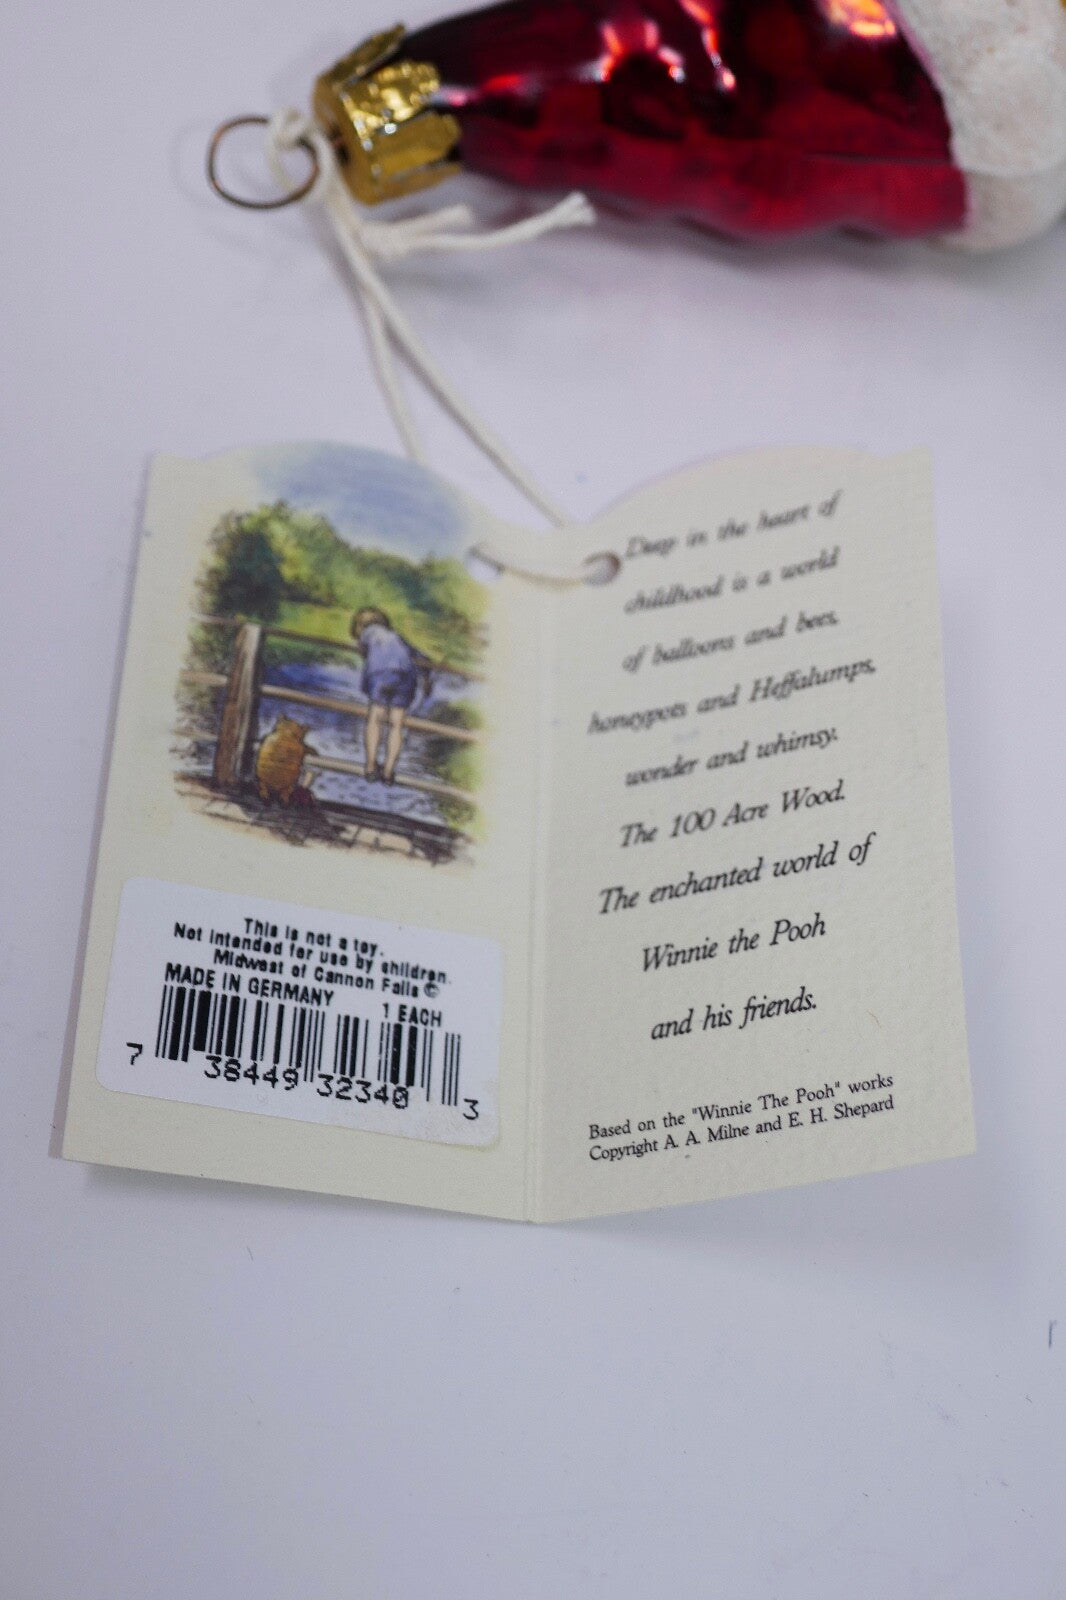 This is not a toy.
Not intended for use by children.
Midwest of Cannon Falls ©
MADE IN GERMANY
1 EACH
7 38449 32340 3
Deep in the heart of
childhood is a world
of balloons and bees,
honeypots and Heffalumps,
wonder and whimsy.
The 100 Acre Wood.
The enchanted world of
Winnie the Pooh
and his friends.
Based on the "Winnie The Pooh" works
Copyright A. A. Milne and E. H. Shepard